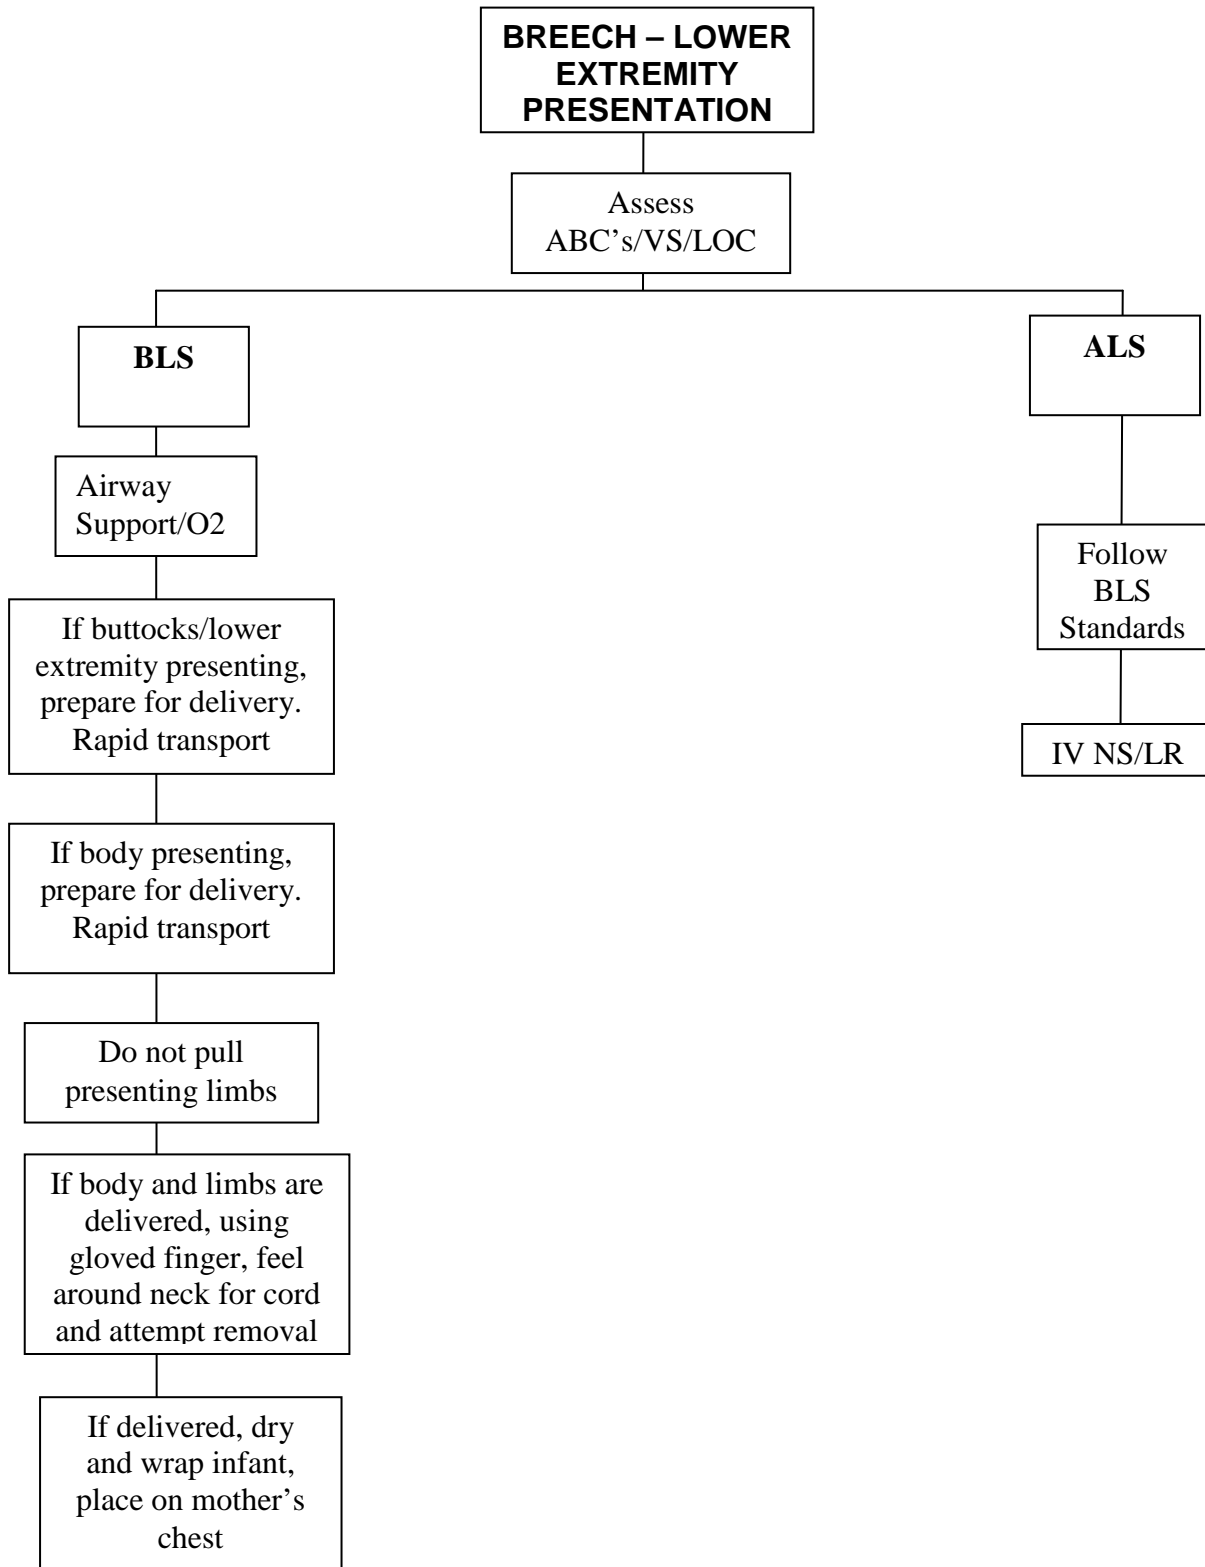 BREECH – LOWER
EXTREMITY
PRESENTATION
Assess
ABC’s/VS/LOC
BLS
ALS
Airway
Support/O2
Follow
BLS
Standards
If buttocks/lower
extremity presenting,
prepare for delivery.
Rapid transport
IV NS/LR
If body presenting,
prepare for delivery.
Rapid transport
Do not pull
presenting limbs
If body and limbs are
delivered, using
gloved finger, feel
around neck for cord
and attempt removal
If delivered, dry
and wrap infant,
place on mother’s
chest